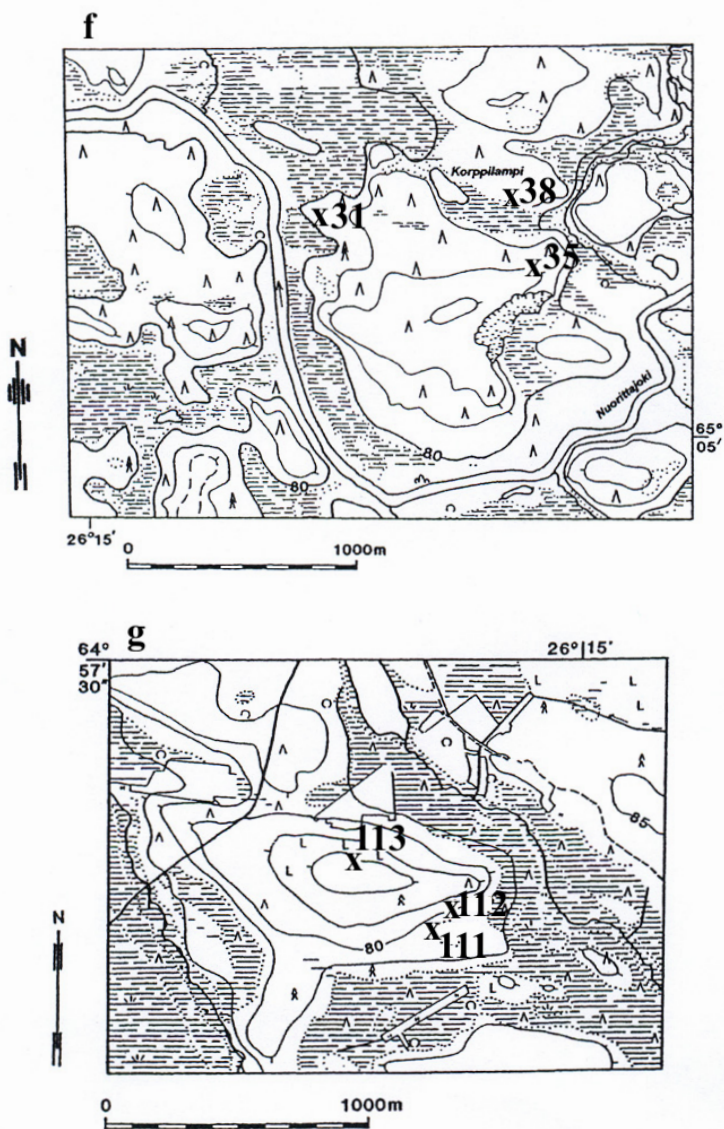 f
Korppilampi
x38
x31
x35
N
Nuorittajoki
80
65°
05'
80
26°15'
0 1000m
g
64°
57'
30"
26°15'
L
L
85
113
L L
x
L
N
x112
x
80 111
L
0 1000m